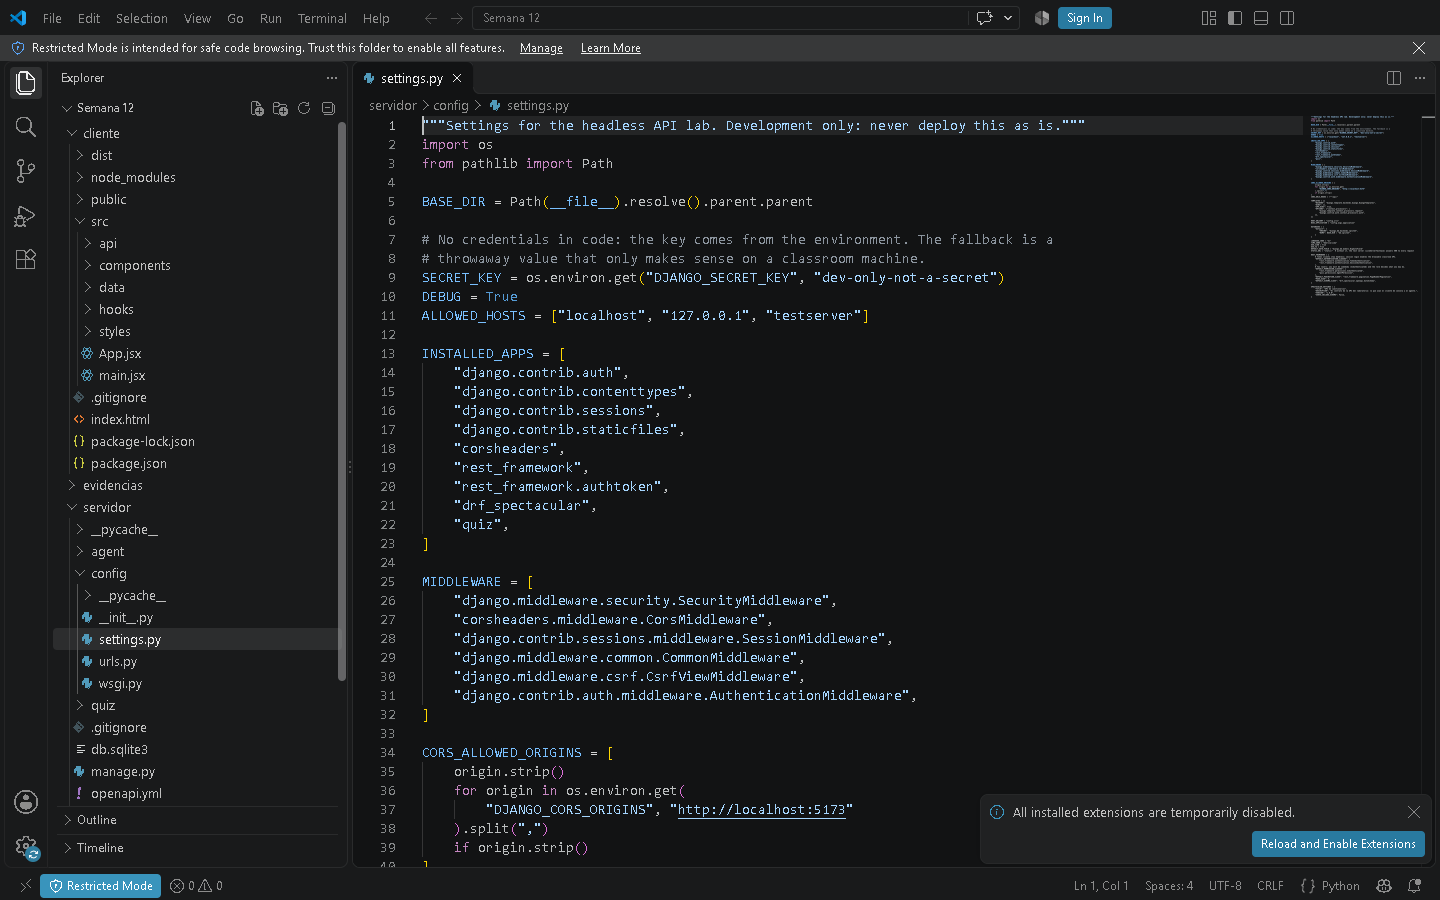 File Edit Selection View Go Run Terminal Help
Semana 12
Sign In
Restricted Mode is intended for safe code browsing. Trust this folder to enable all features. Manage Learn More
Explorer
Semana 12
cliente
dist
node_modules
public
src
api
components
data
hooks
styles
App.jsx
main.jsx
.gitignore
index.html
package-lock.json
package.json
evidencias
servidor
__pycache__
agent
config
__pycache__
__init__.py
settings.py
urls.py
wsgi.py
quiz
.gitignore
db.sqlite3
manage.py
openapi.yml
Outline
Timeline
settings.py
servidor > config > settings.py
1 """Settings for the headless API lab. Development only: never deploy this as is."""
2 import os
3 from pathlib import Path
4
5 BASE_DIR = Path(__file__).resolve().parent.parent
6
7 # No credentials in code: the key comes from the environment. The fallback is a
8 # throwaway value that only makes sense on a classroom machine.
9 SECRET_KEY = os.environ.get("DJANGO_SECRET_KEY", "dev-only-not-a-secret")
10 DEBUG = True
11 ALLOWED_HOSTS = ["localhost", "127.0.0.1", "testserver"]
12
13 INSTALLED_APPS = [
14 "django.contrib.auth",
15 "django.contrib.contenttypes",
16 "django.contrib.sessions",
17 "django.contrib.staticfiles",
18 "corsheaders",
19 "rest_framework",
20 "rest_framework.authtoken",
21 "drf_spectacular",
22 "quiz",
23 ]
24
25 MIDDLEWARE = [
26 "django.middleware.security.SecurityMiddleware",
27 "corsheaders.middleware.CorsMiddleware",
28 "django.contrib.sessions.middleware.SessionMiddleware",
29 "django.middleware.common.CommonMiddleware",
30 "django.middleware.csrf.CsrfViewMiddleware",
31 "django.contrib.auth.middleware.AuthenticationMiddleware",
32 ]
33
34 CORS_ALLOWED_ORIGINS = [
35 origin.strip()
36 for origin in os.environ.get(
37 "DJANGO_CORS_ORIGINS", "http://localhost:5173"
38 ).split(",")
39 if origin.strip()
40 ]
All installed extensions are temporarily disabled.
Reload and Enable Extensions
Restricted Mode 0 0
Ln 1, Col 1 Spaces: 4 UTF-8 CRLF { } Python